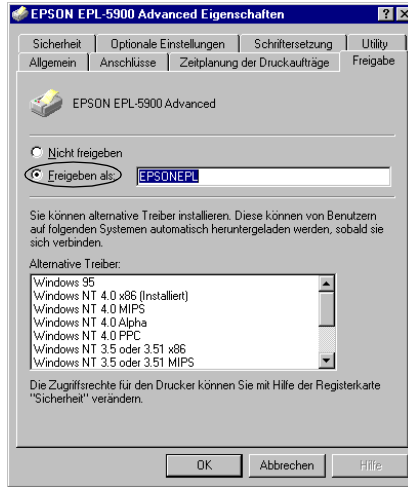 EPSON EPL-5900 Advanced Eigenschaften
Sicherheit Optionale Einstellungen Schriftersetzung Utility
Allgemein Anschlüsse Zeitplanung der Druckaufträge Freigabe
EPSON EPL-5900 Advanced
Nicht freigeben
Freigeben als: EPSONEPL
Sie können alternative Treiber installieren. Diese können von Benutzern
auf folgenden Systemen automatisch heruntergeladen werden, sobald sie
sich verbinden.
Alternative Treiber:
Windows 95
Windows NT 4.0 x86 (Installiert)
Windows NT 4.0 MIPS
Windows NT 4.0 Alpha
Windows NT 4.0 PPC
Windows NT 3.5 oder 3.51 x86
Windows NT 3.5 oder 3.51 MIPS
Die Zugriffsrechte für den Drucker können Sie mit Hilfe der Registerkarte
"Sicherheit" verändern.
OK Abbrechen Hilfe